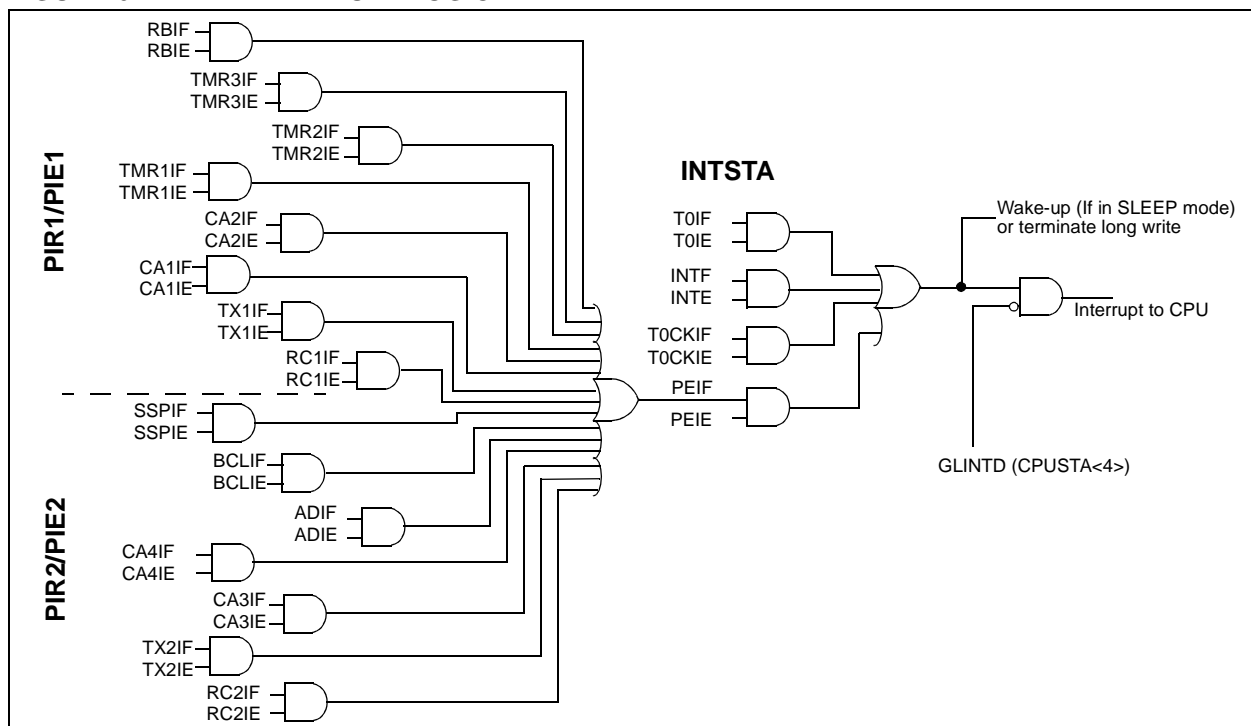 RBIF
RBIE
TMR3IF
TMR3IE
TMR2IF
TMR2IE
TMR1IF
TMR1IE
CA2IF
CA2IE
CA1IF
CA1IE
TX1IF
TX1IE
RC1IF
RC1IE
PIR1/PIE1
SSPIF
SSPIE
BCLIF
BCLIE
ADIF
ADIE
CA4IF
CA4IE
CA3IF
CA3IE
TX2IF
TX2IE
RC2IF
RC2IE
PIR2/PIE2
INTSTA
T0IF
T0IE
INTF
INTE
T0CKIF
T0CKIE
PEIF
PEIE
Wake-up (If in SLEEP mode)
or terminate long write
Interrupt to CPU
GLINTD (CPUSTA<4>)